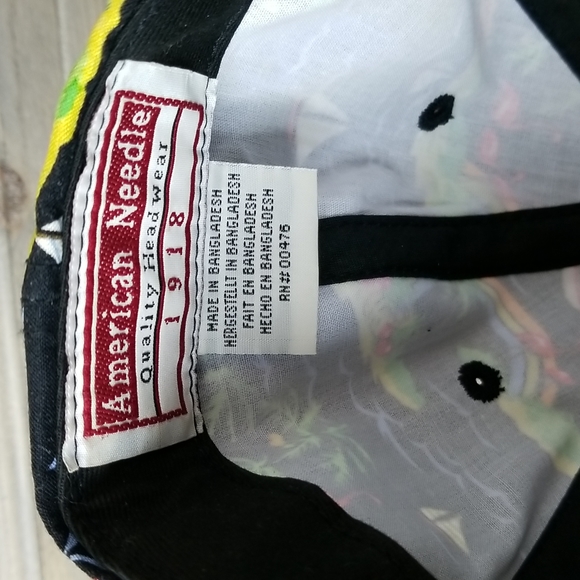 American Needle
Quality Headwear
1918
MADE IN BANGLADESH
HERGESTELLT IN BANGLADESH
FAIT EN BANGLADESH
HECHO EN BANGLADESH
RN# 00476